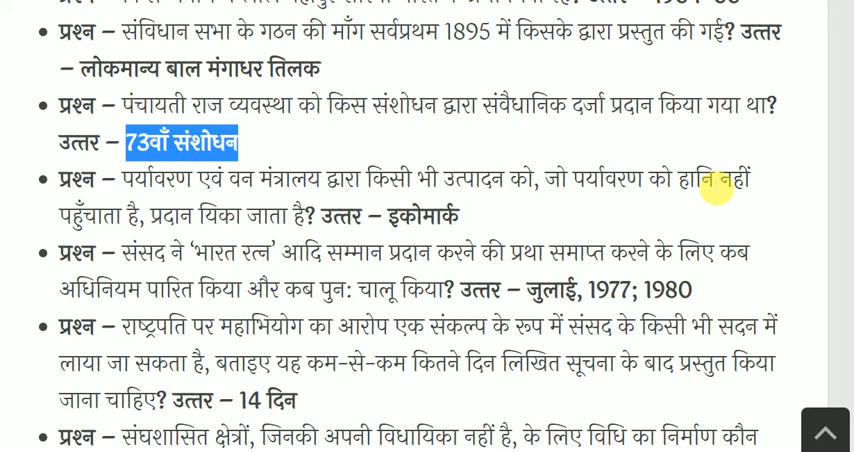 प्रश्न – संविधान सभा के गठन की माँग सर्वप्रथम 1895 में किसके द्वारा प्रस्तुत की गई? उत्तर
– लोकमान्य बाल मंगाधर तिलक
प्रश्न – पंचायती राज व्यवस्था को किस संशोधन द्वारा संवैधानिक दर्जा प्रदान किया गया था?
उत्तर – 73वाँ संशोधन
प्रश्न – पर्यावरण एवं वन मंत्रालय द्वारा किसी भी उत्पादन को, जो पर्यावरण को हानि नहीं
पहुँचाता है, प्रदान यिका जाता है? उत्तर – इकोमार्क
प्रश्न – संसद ने ‘भारत रत्न’ आदि सम्मान प्रदान करने की प्रथा समाप्त करने के लिए कब
अधिनियम पारित किया और कब पुन: चालू किया? उत्तर – जुलाई, 1977; 1980
प्रश्न – राष्ट्रपति पर महाभियोग का आरोप एक संकल्प के रूप में संसद के किसी भी सदन में
लाया जा सकता है, बताइए यह कम-से-कम कितने दिन लिखित सूचना के बाद प्रस्तुत किया
जाना चाहिए? उत्तर – 14 दिन
प्रश्न – संघशासित क्षेत्रों, जिनकी अपनी विधायिका नहीं है, के लिए विधि का निर्माण कौन